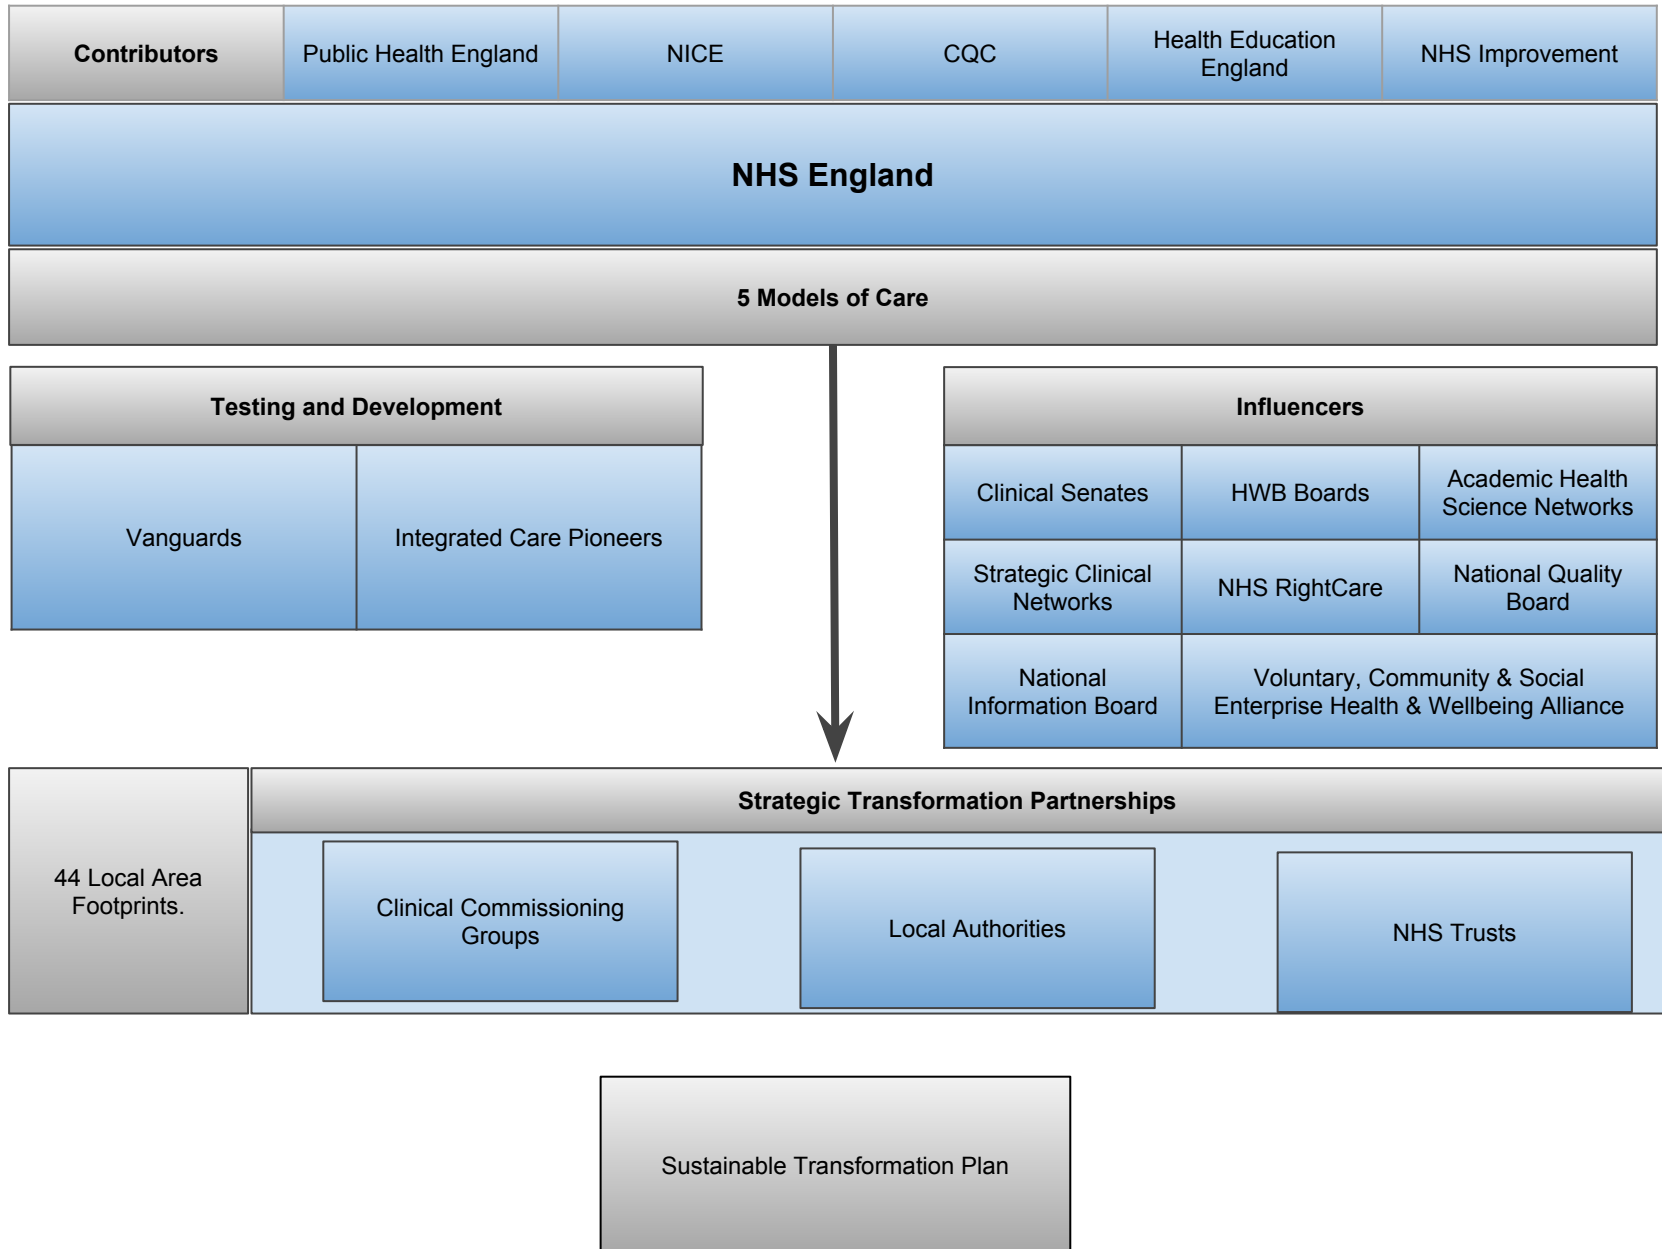 Contributors
Public Health England
NICE
CQC
Health Education
England
NHS Improvement
NHS England
5 Models of Care
Testing and Development
Vanguards
Integrated Care Pioneers
Influencers
Clinical Senates
HWB Boards
Academic Health
Science Networks
Strategic Clinical
Networks
NHS RightCare
National Quality
Board
National
Information Board
Voluntary, Community & Social
Enterprise Health & Wellbeing Alliance
44 Local Area
Footprints.
Strategic Transformation Partnerships
Clinical Commissioning
Groups
Local Authorities
NHS Trusts
Sustainable Transformation Plan